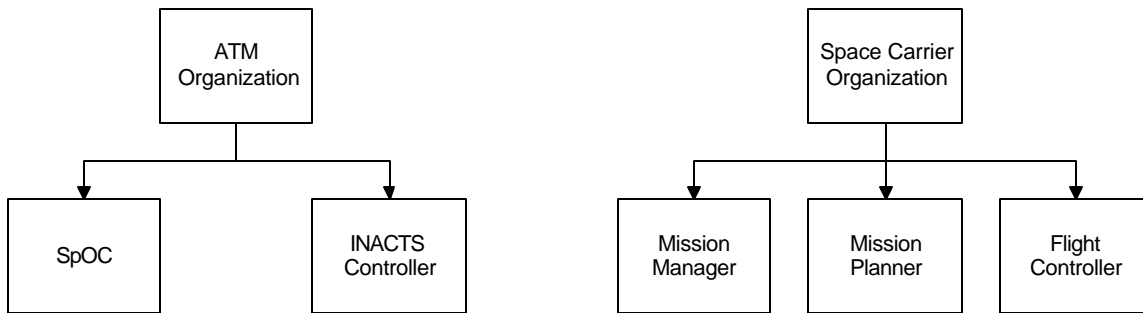 ATM
Organization
Space Carrier
Organization
SpOC
INACTS
Controller
Mission
Manager
Mission
Planner
Flight
Controller